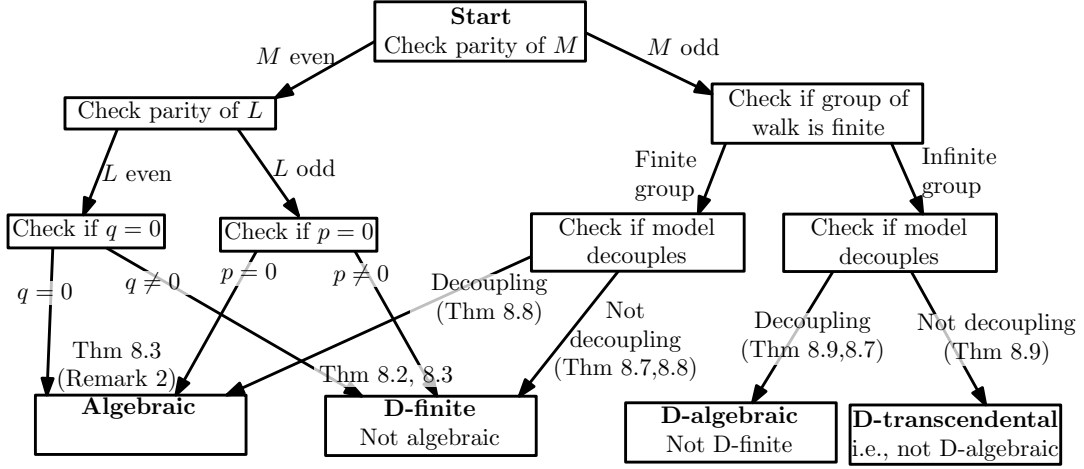 Start
Check parity of M
M even
M odd
Check parity of L
Check if group of
walk is finite
L even
L odd
Finite
group
Infinite
group
Check if q = 0
Check if p = 0
Check if model
decouples
Check if model
decouples
q = 0
q ≠ 0
p = 0
p ≠ 0
Decoupling
(Thm 8.8)
Not
decoupling
(Thm 8.7,8.8)
Decoupling
(Thm 8.9,8.7)
Not decoupling
(Thm 8.9)
Thm 8.3
(Remark 2)
Thm 8.2, 8.3
Algebraic
D-finite
Not algebraic
D-algebraic
Not D-finite
D-transcendental
i.e., not D-algebraic